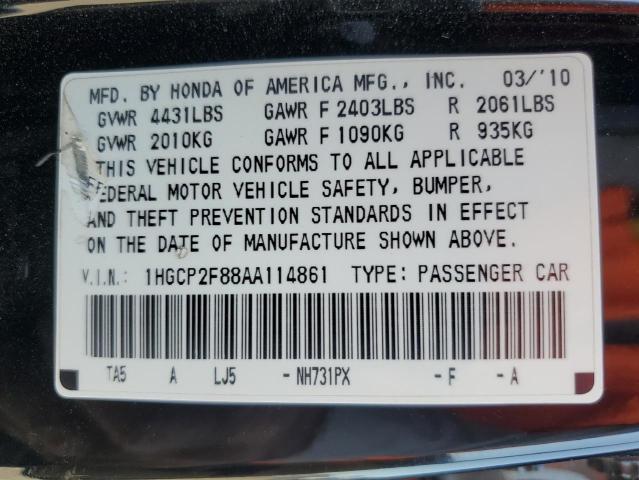 MFD. BY HONDA OF AMERICA MFG., INC. 03/'10
GVWR 4431LBS GAWR F 2403LBS R 2061LBS
GVWR 2010KG GAWR F 1090KG R 935KG
THIS VEHICLE CONFORMS TO ALL APPLICABLE
FEDERAL MOTOR VEHICLE SAFETY, BUMPER,
AND THEFT PREVENTION STANDARDS IN EFFECT
ON THE DATE OF MANUFACTURE SHOWN ABOVE.
V.I.N.: 1HGCP2F88AA114861 TYPE: PASSENGER CAR
TA5 A LJ5 -NH731PX -F -A